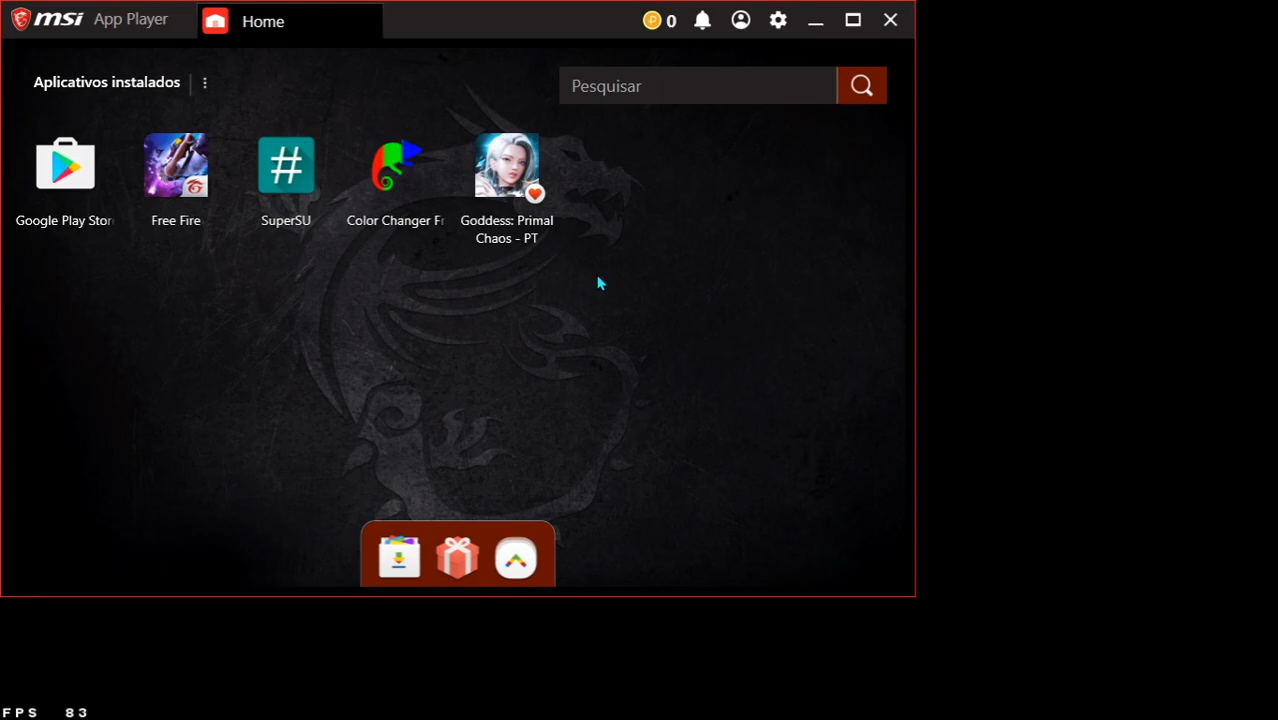 msi App Player
Home
0
Aplicativos instalados
Pesquisar
Google Play Stor
Free Fire
SuperSU
Color Changer Fr
Goddess: Primal
Chaos - PT
FPS 83